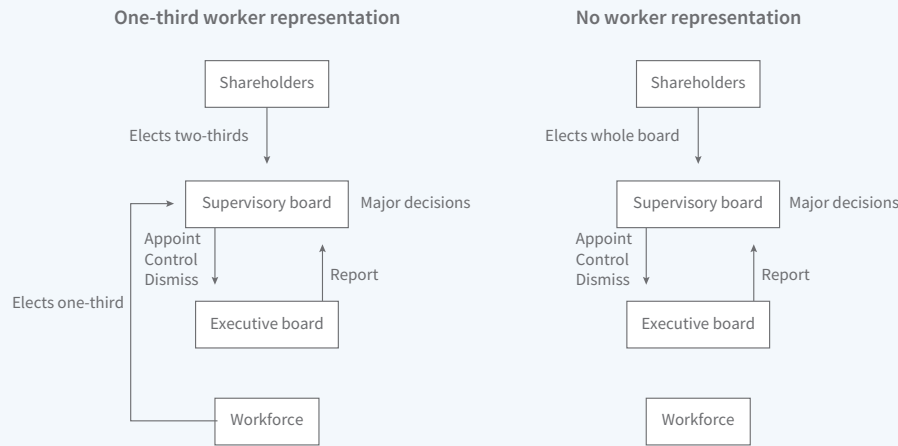 One-third worker representation
Shareholders
Elects two-thirds
Supervisory board
Major decisions
Appoint
Control
Dismiss
Report
Elects one-third
Executive board
Workforce
No worker representation
Shareholders
Elects whole board
Supervisory board
Major decisions
Appoint
Control
Dismiss
Report
Executive board
Workforce